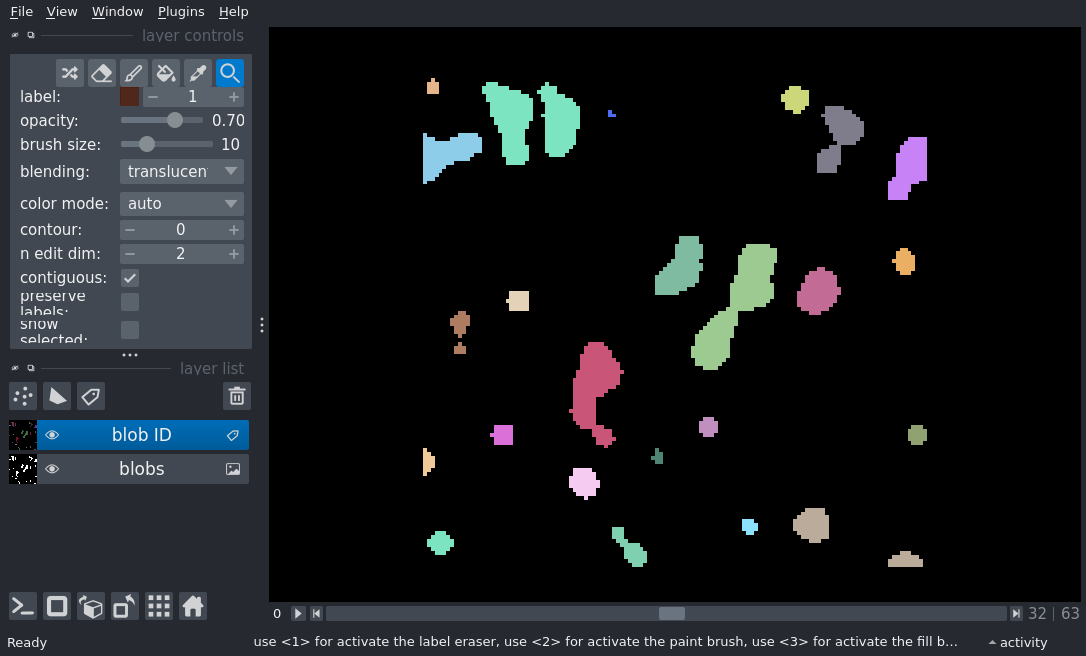 File View Window Plugins Help
layer controls
label: 1
opacity: 0.70
brush size: 10
blending: translucen
color mode: auto
contour: 0
n edit dim: 2
contiguous:
preserve
labels:
show
selected:
layer list
blob ID
blobs
0 32 63
Ready use <1> for activate the label eraser, use <2> for activate the paint brush, use <3> for activate the fill b... activity